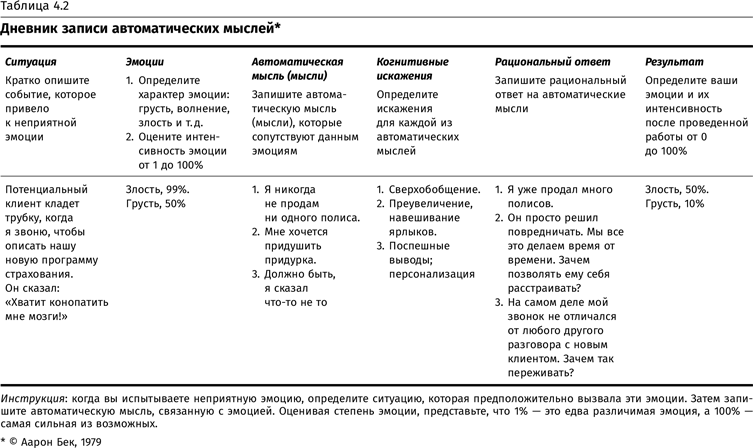 Таблица 4.2
Дневник записи автоматических мыслей*
Ситуация
Кратко опишите
событие, которое
привело
к неприятной
эмоции
Эмоции
1. Определите
характер эмоции:
грусть, волнение,
злость и т. д.
2. Оцените интен-
сивность эмоции
от 1 до 100%
Автоматическая
мысль (мысли)
Запишите автома-
тическую мысль
(мысли), которые
сопутствуют данным
эмоциям
Когнитивные
искажения
Определите
искажения
для каждой из
автоматических
мыслей
Рациональный ответ
Запишите рациональный
ответ на автоматические
мысли
Результат
Определите ваши
эмоции и их
интенсивность
после проведенной
работы от 0
до 100%
Потенциальный
клиент кладет
трубку, когда
я звоню, чтобы
описать нашу
новую программу
страхования.
Он сказал:
«Хватит конопатить
мне мозги!»
Злость, 99%.
Грусть, 50%
1. Я никогда
не продам
ни одного полиса.
2. Мне хочется
придушить
придурка.
3. Должно быть,
я сказал
что-то не то
1. Сверхобобщение.
2. Преувеличение,
навешивание
ярлыков.
3. Поспешные
выводы;
персонализация
1. Я уже продал много
полисов.
2. Он просто решил
повредничать. Мы все
это делаем время от
времени. Зачем
позволять ему себя
расстраивать?
3. На самом деле мой
звонок не отличался
от любого другого
разговора с новым
клиентом. Зачем так
переживать?
Злость, 50%.
Грусть, 10%
Инструкция: когда вы испытываете неприятную эмоцию, определите ситуацию, которая предположительно вызвала эти эмоции. Затем запи-
шите автоматическую мысль, связанную с эмоцией. Оценивая степень эмоции, представьте, что 1% — это едва различимая эмоция, а 100% —
самая сильная из возможных.
* © Аарон Бек, 1979